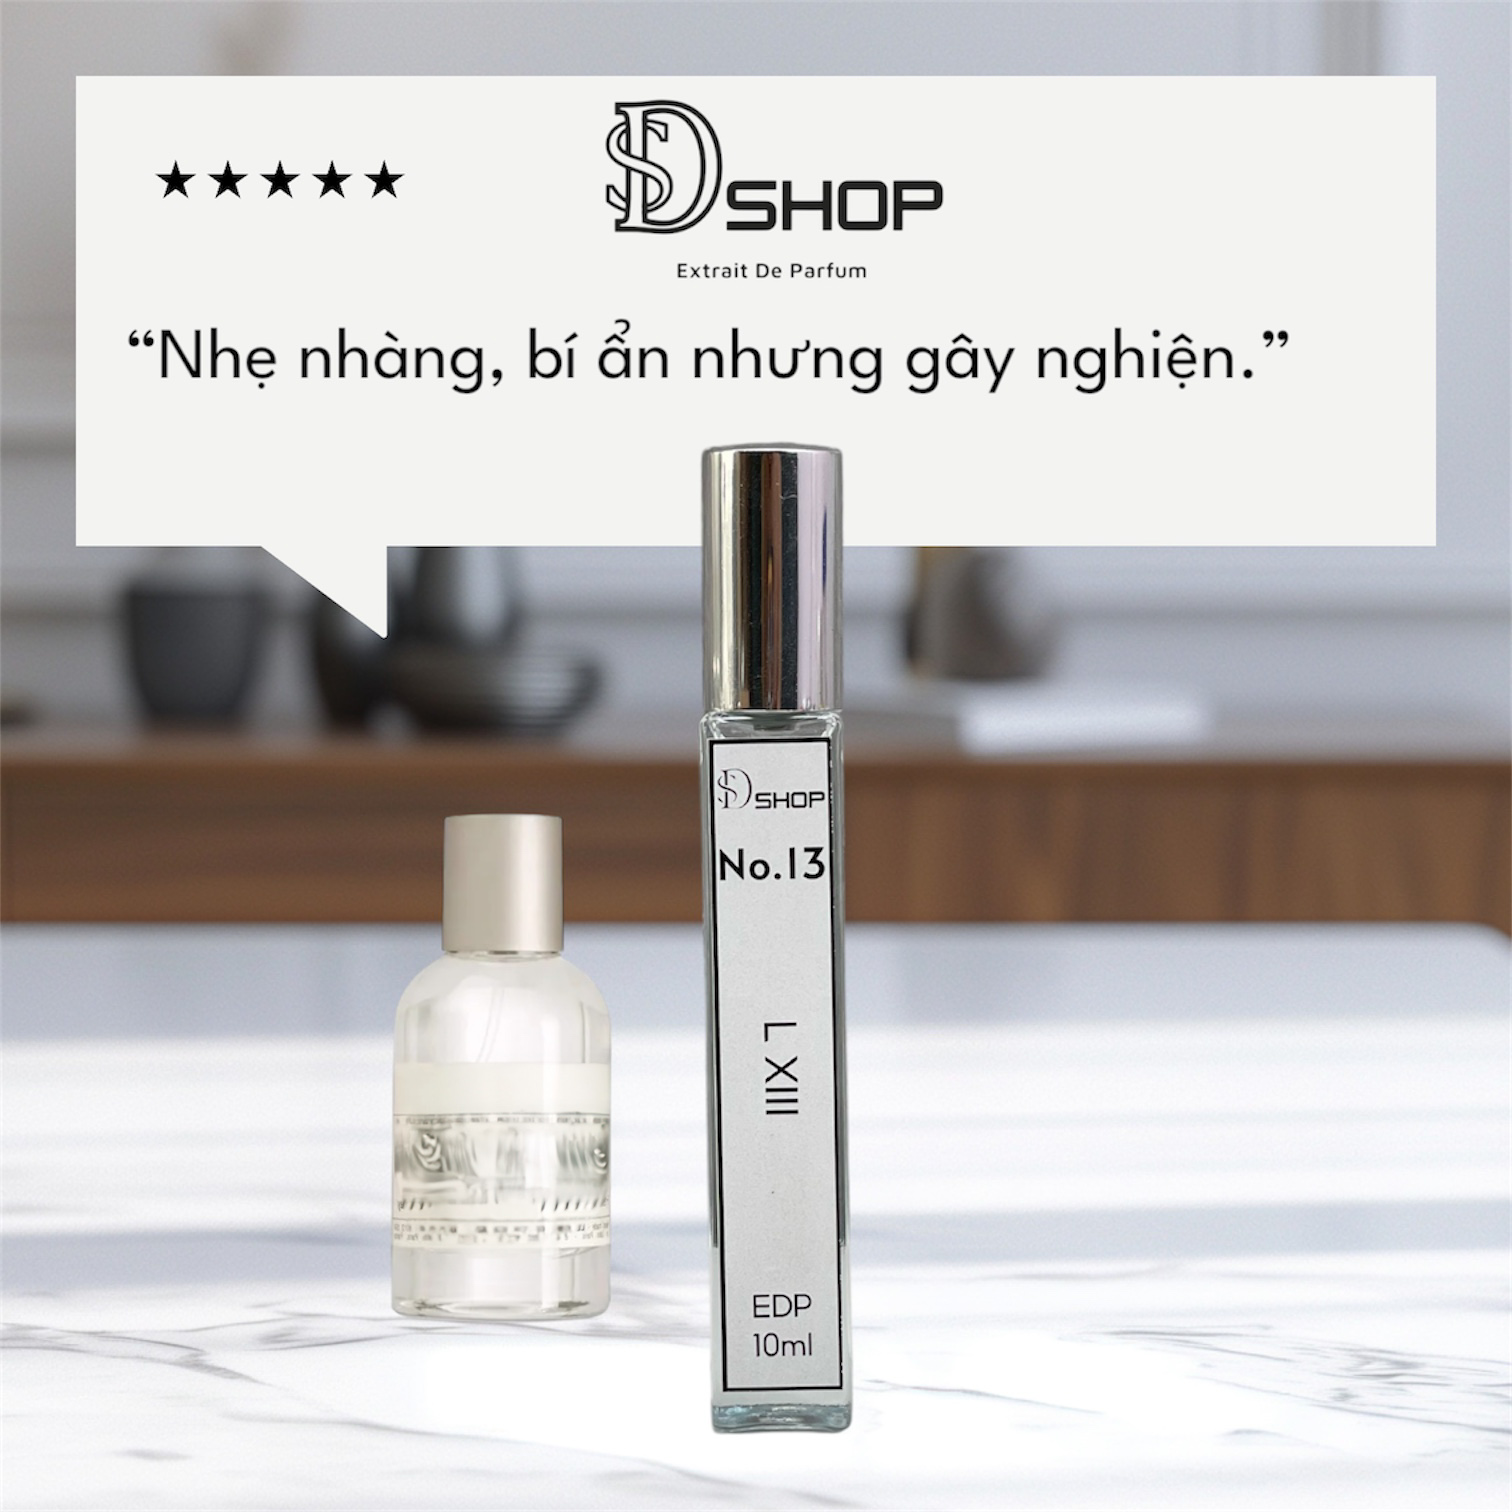 ★★★★★
SD SHOP
Extrait De Parfum
“Nhẹ nhàng, bí ẩn nhưng gây nghiện.”
SD SHOP
No.13
L XIII
EDP
10ml